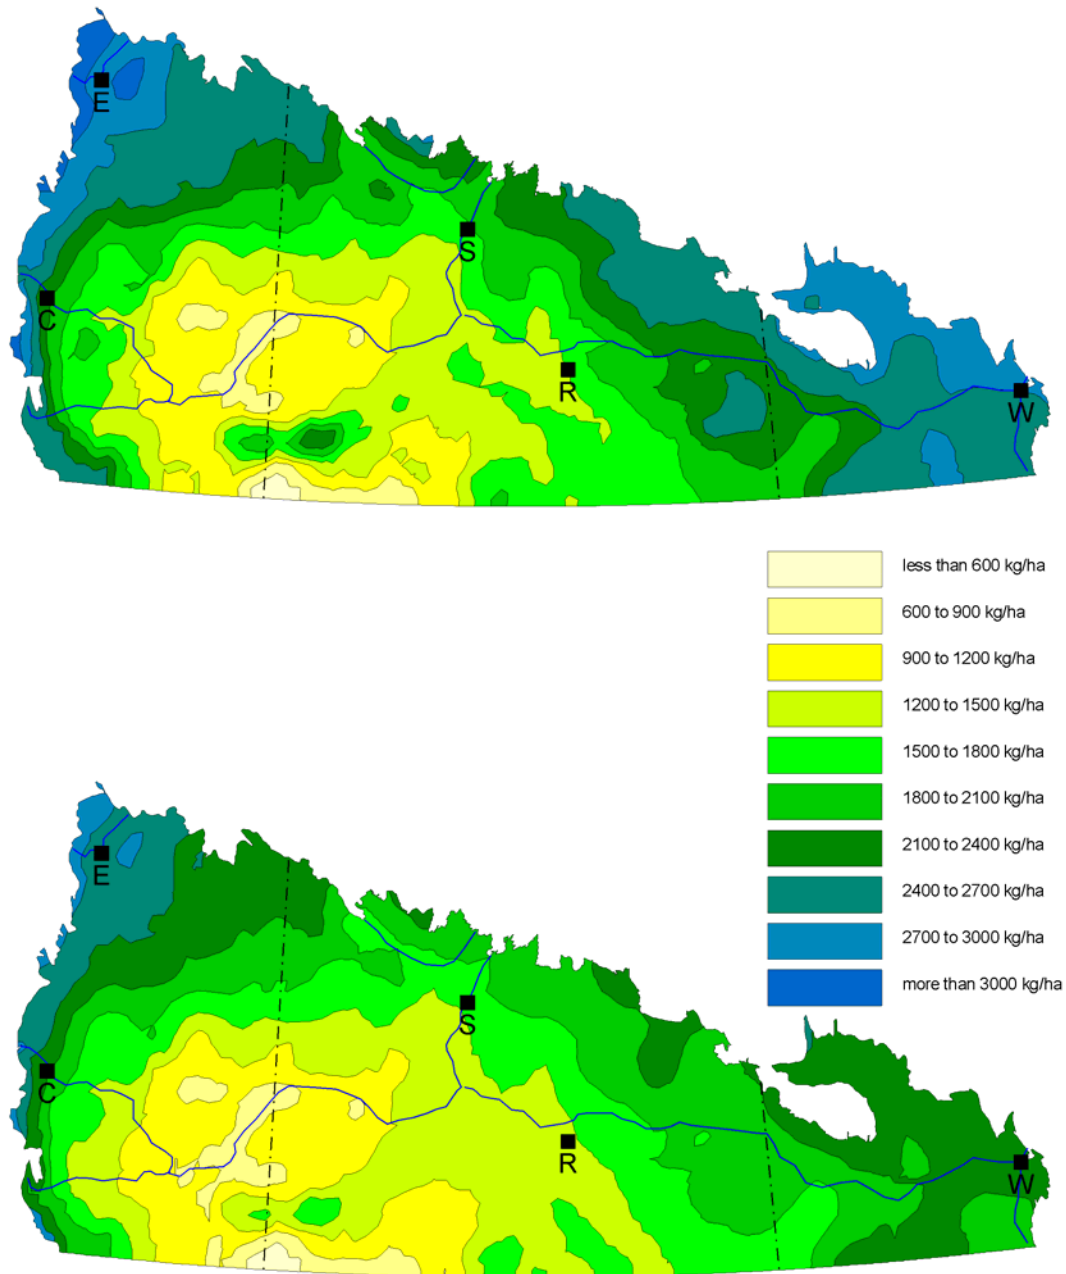 E
S
C
R
W
less than 600 kg/ha
600 to 900 kg/ha
900 to 1200 kg/ha
1200 to 1500 kg/ha
1500 to 1800 kg/ha
1800 to 2100 kg/ha
2100 to 2400 kg/ha
2400 to 2700 kg/ha
2700 to 3000 kg/ha
more than 3000 kg/ha
E
S
C
R
W